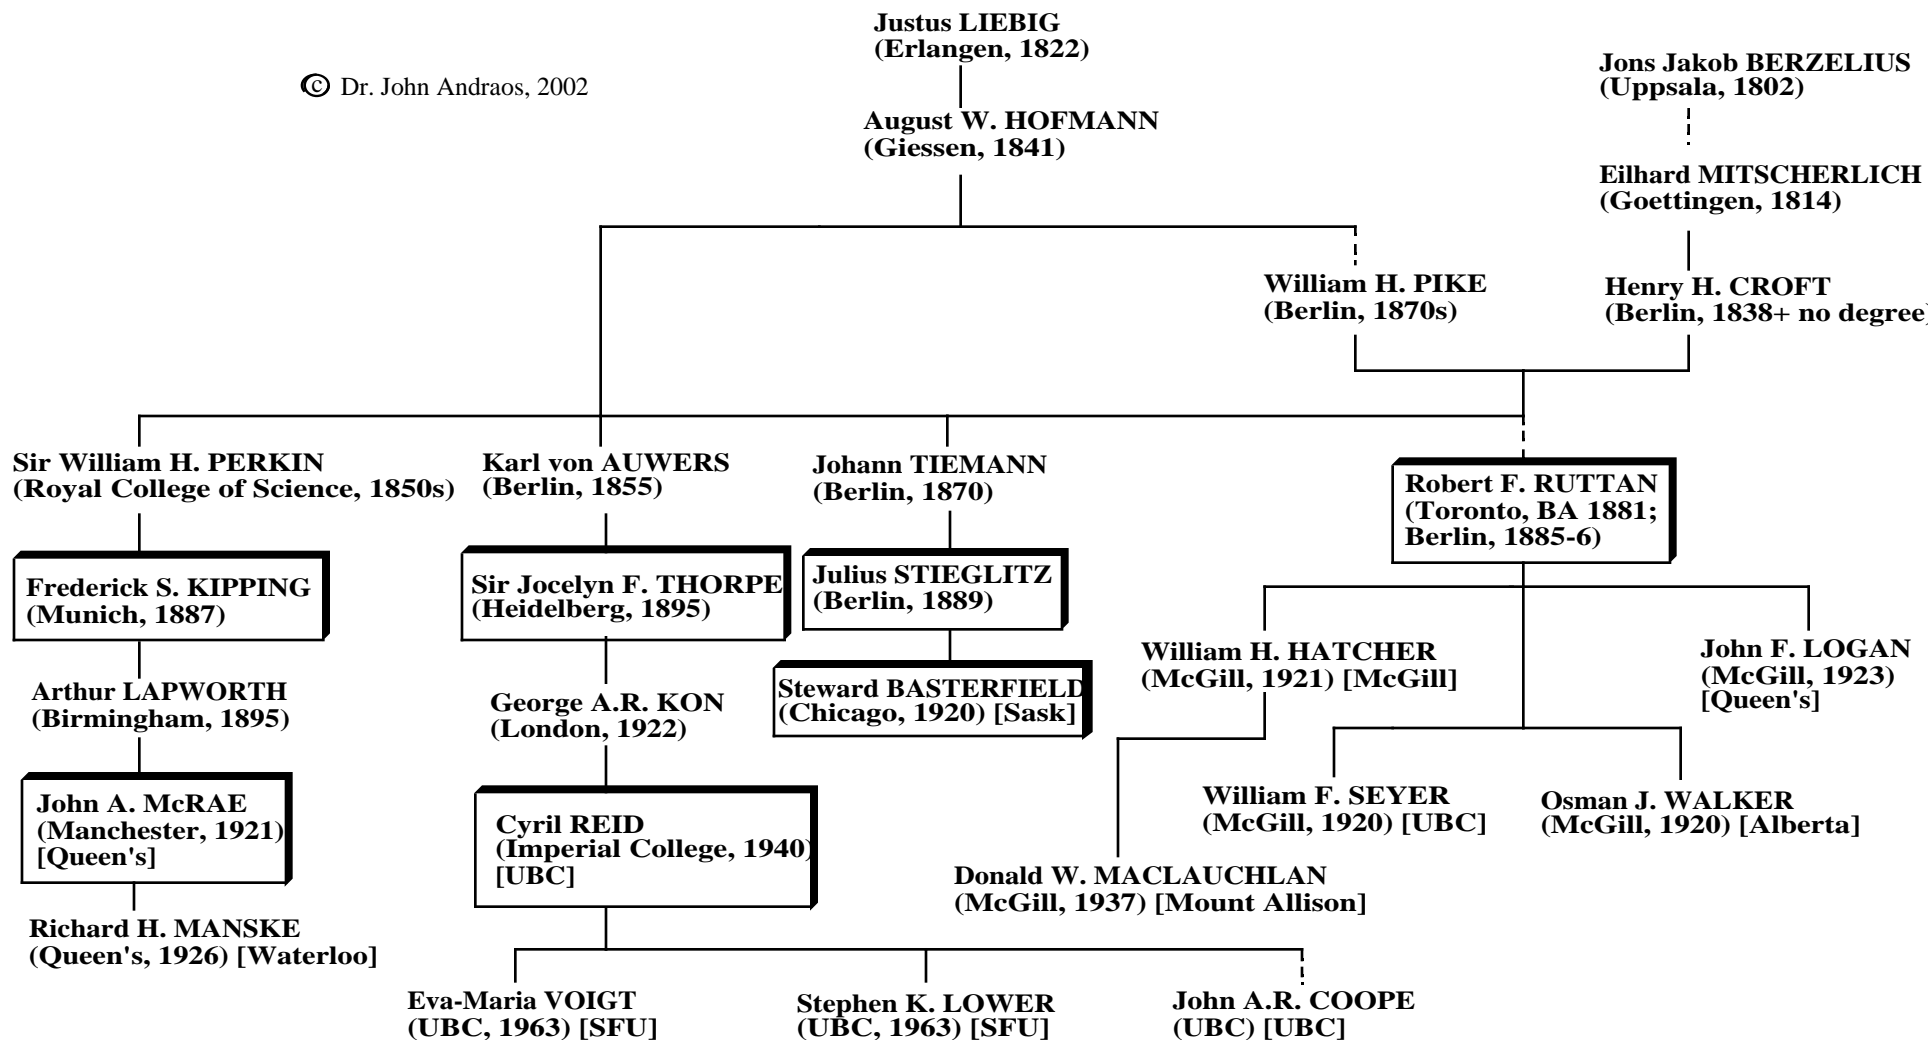 Justus LIEBIG
(Erlangen, 1822)
© Dr. John Andraos, 2002
Jons Jakob BERZELIUS
(Uppsala, 1802)
August W. HOFMANN
(Giessen, 1841)
Eilhard MITSCHERLICH
(Goettingen, 1814)
William H. PIKE
(Berlin, 1870s)
Henry H. CROFT
(Berlin, 1838+ no degree)
Sir William H. PERKIN
(Royal College of Science, 1850s)
Karl von AUWERS
(Berlin, 1855)
Johann TIEMANN
(Berlin, 1870)
Robert F. RUTTAN
(Toronto, BA 1881;
Berlin, 1885-6)
Frederick S. KIPPING
(Munich, 1887)
Sir Jocelyn F. THORPE
(Heidelberg, 1895)
Julius STIEGLITZ
(Berlin, 1889)
William H. HATCHER
(McGill, 1921) [McGill]
John F. LOGAN
(McGill, 1923)
[Queen's]
Arthur LAPWORTH
(Birmingham, 1895)
George A.R. KON
(London, 1922)
Steward BASTERFIELD
(Chicago, 1920) [Sask]
John A. McRAE
(Manchester, 1921)
[Queen's]
Cyril REID
(Imperial College, 1940)
[UBC]
William F. SEYER
(McGill, 1920) [UBC]
Osman J. WALKER
(McGill, 1920) [Alberta]
Donald W. MACLAUCHLAN
(McGill, 1937) [Mount Allison]
Richard H. MANSKE
(Queen's, 1926) [Waterloo]
Eva-Maria VOIGT
(UBC, 1963) [SFU]
Stephen K. LOWER
(UBC, 1963) [SFU]
John A.R. COOPE
(UBC) [UBC]